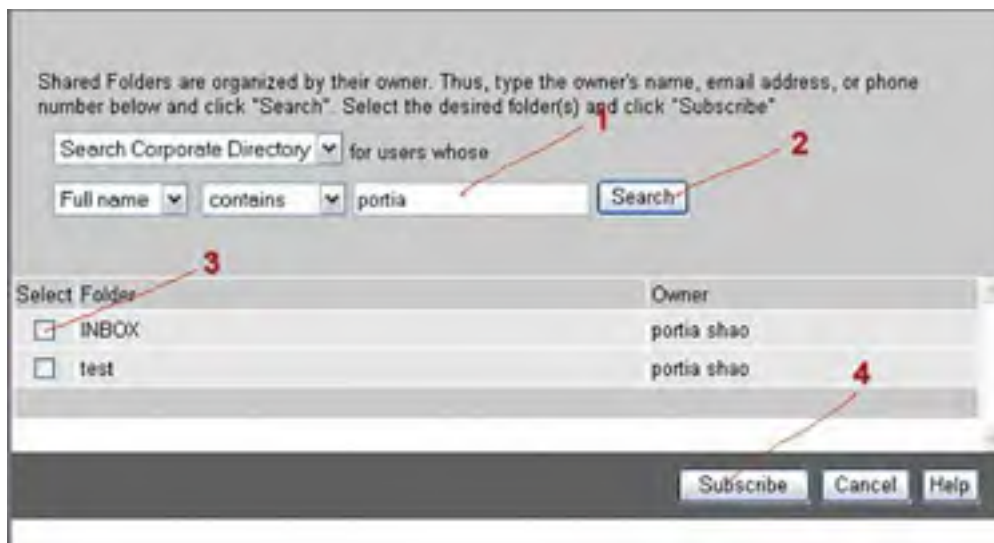 Shared Folders are organized by their owner. Thus, type the owner's name, email address, or phone
number below and click "Search". Select the desired folder(s) and click "Subscribe"
1
Search Corporate Directory for users whose
2
Full name contains portia Search
3
Select Folder Owner
INBOX portia shao
test portia shao
4
Subscribe Cancel Help